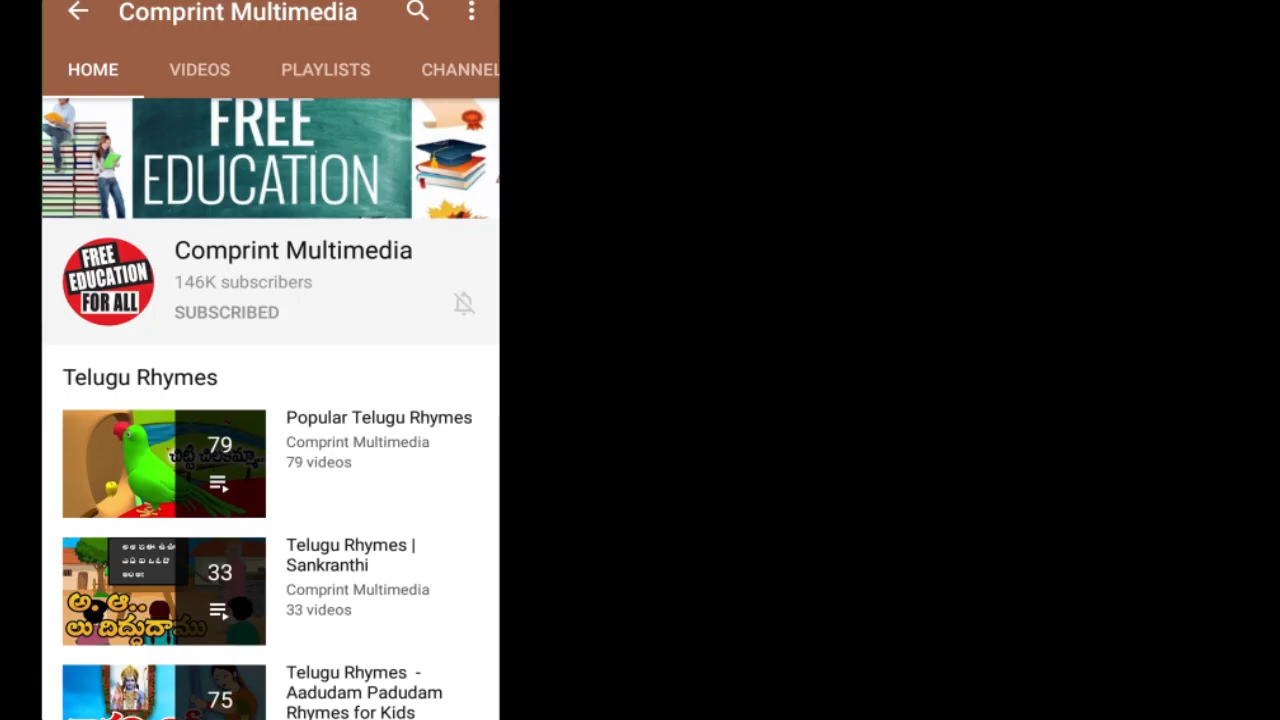 Comprint Multimedia
HOME VIDEOS PLAYLISTS CHANNEL
FREE
EDUCATION
FREE
EDUCATION
FOR ALL
Comprint Multimedia
146K subscribers
SUBSCRIBED
Telugu Rhymes
79
చిట్టి చిలకమ్మా..
Popular Telugu Rhymes
Comprint Multimedia
79 videos
33
అ. ఆ..
లు దిద్దుదాము
Telugu Rhymes |
Sankranthi
Comprint Multimedia
33 videos
75
Telugu Rhymes -
Aadudam Padudam
Rhymes for Kids